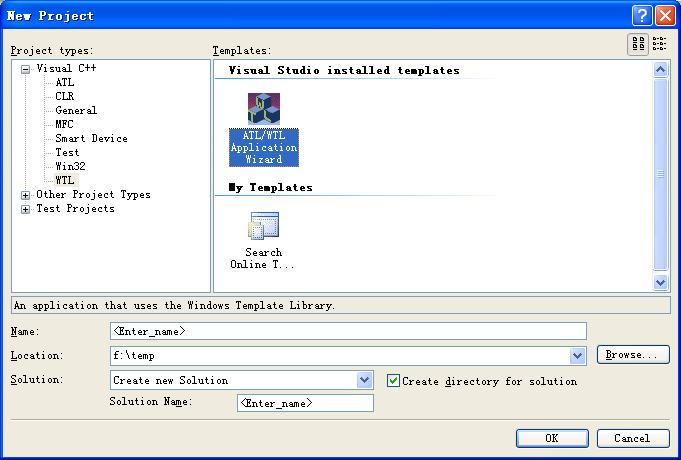 New Project
Project types:
Templates:
Visual C++
ATL
CLR
General
MFC
Smart Device
Test
Win32
WTL
Other Project Types
Test Projects
Visual Studio installed templates
ATL/WTL
Application
Wizard
My Templates
Search
Online T...
An application that uses the Windows Template Library.
Name:
<Enter_name>
Location:
f:\temp
Browse...
Solution:
Create new Solution
Create directory for solution
Solution Name:
<Enter_name>
OK
Cancel